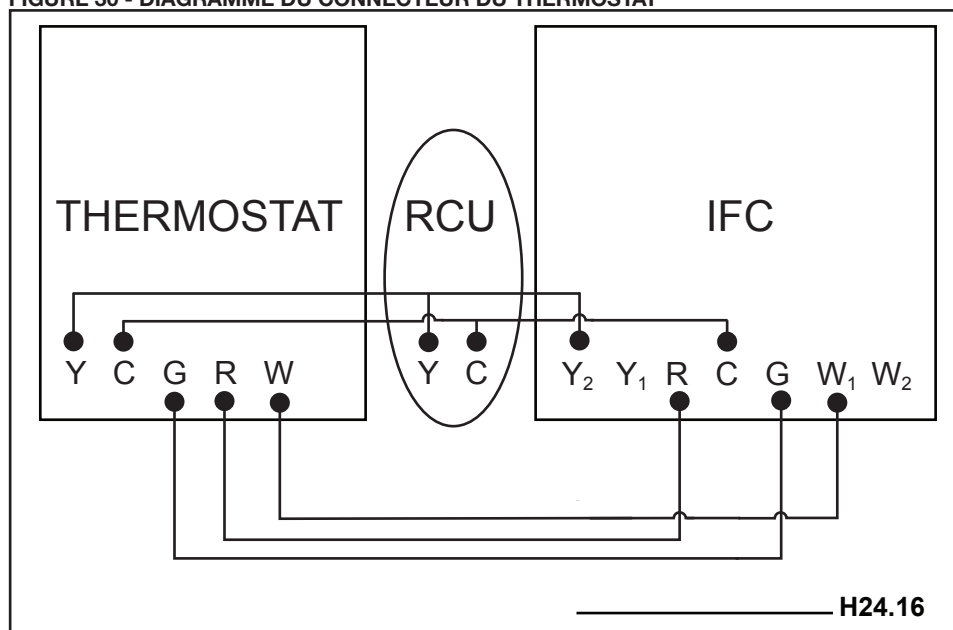 FIGURE 30 - DIAGRAMME DU CONNECTEUR DU THERMOSTAT
THERMOSTAT RCU IFC
Y C G R W Y C Y₂ Y₁ R C G W₁ W₂
H24.16